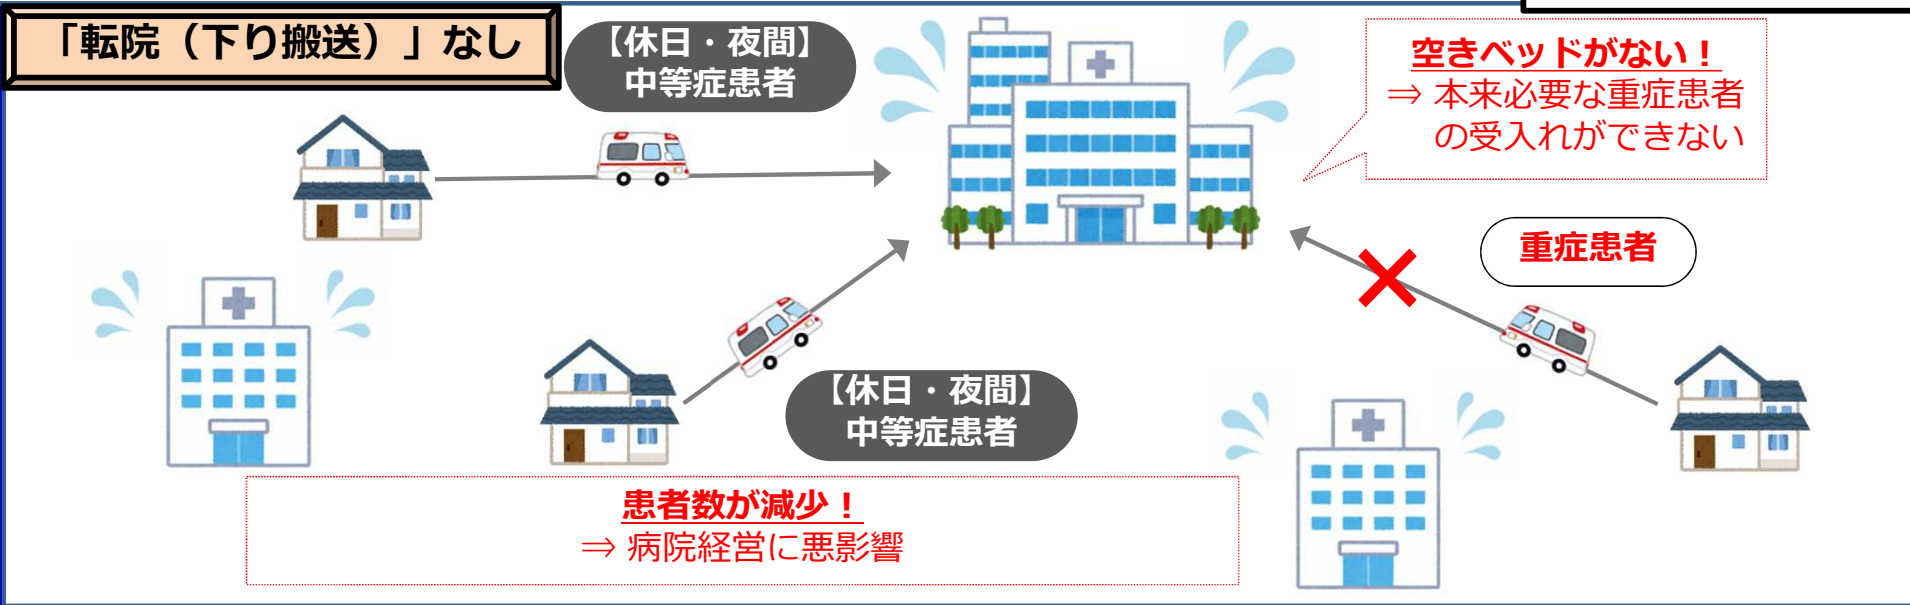 「転院（下り搬送）」なし
【休日・夜間】
中等症患者
空きベッドがない！
⇒ 本来必要な重症患者
の受入れができない
重症患者
【休日・夜間】
中等症患者
患者数が減少！
⇒ 病院経営に悪影響